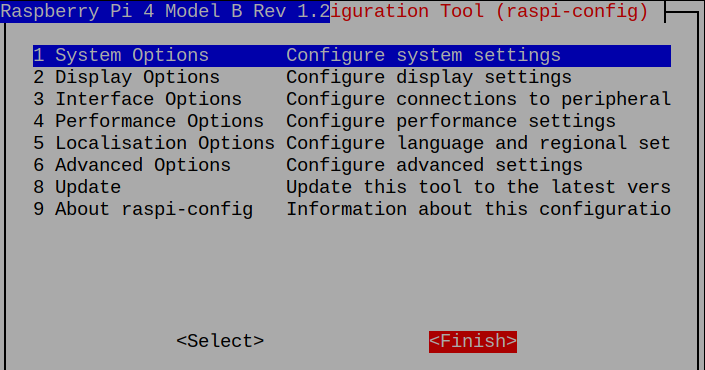 Raspberry Pi 4 Model B Rev 1.2iguration Tool (raspi-config)
1 System Options Configure system settings
2 Display Options Configure display settings
3 Interface Options Configure connections to peripheral
4 Performance Options Configure performance settings
5 Localisation Options Configure language and regional set
6 Advanced Options Configure advanced settings
8 Update Update this tool to the latest vers
9 About raspi-config Information about this configuratio
<Select> <Finish>